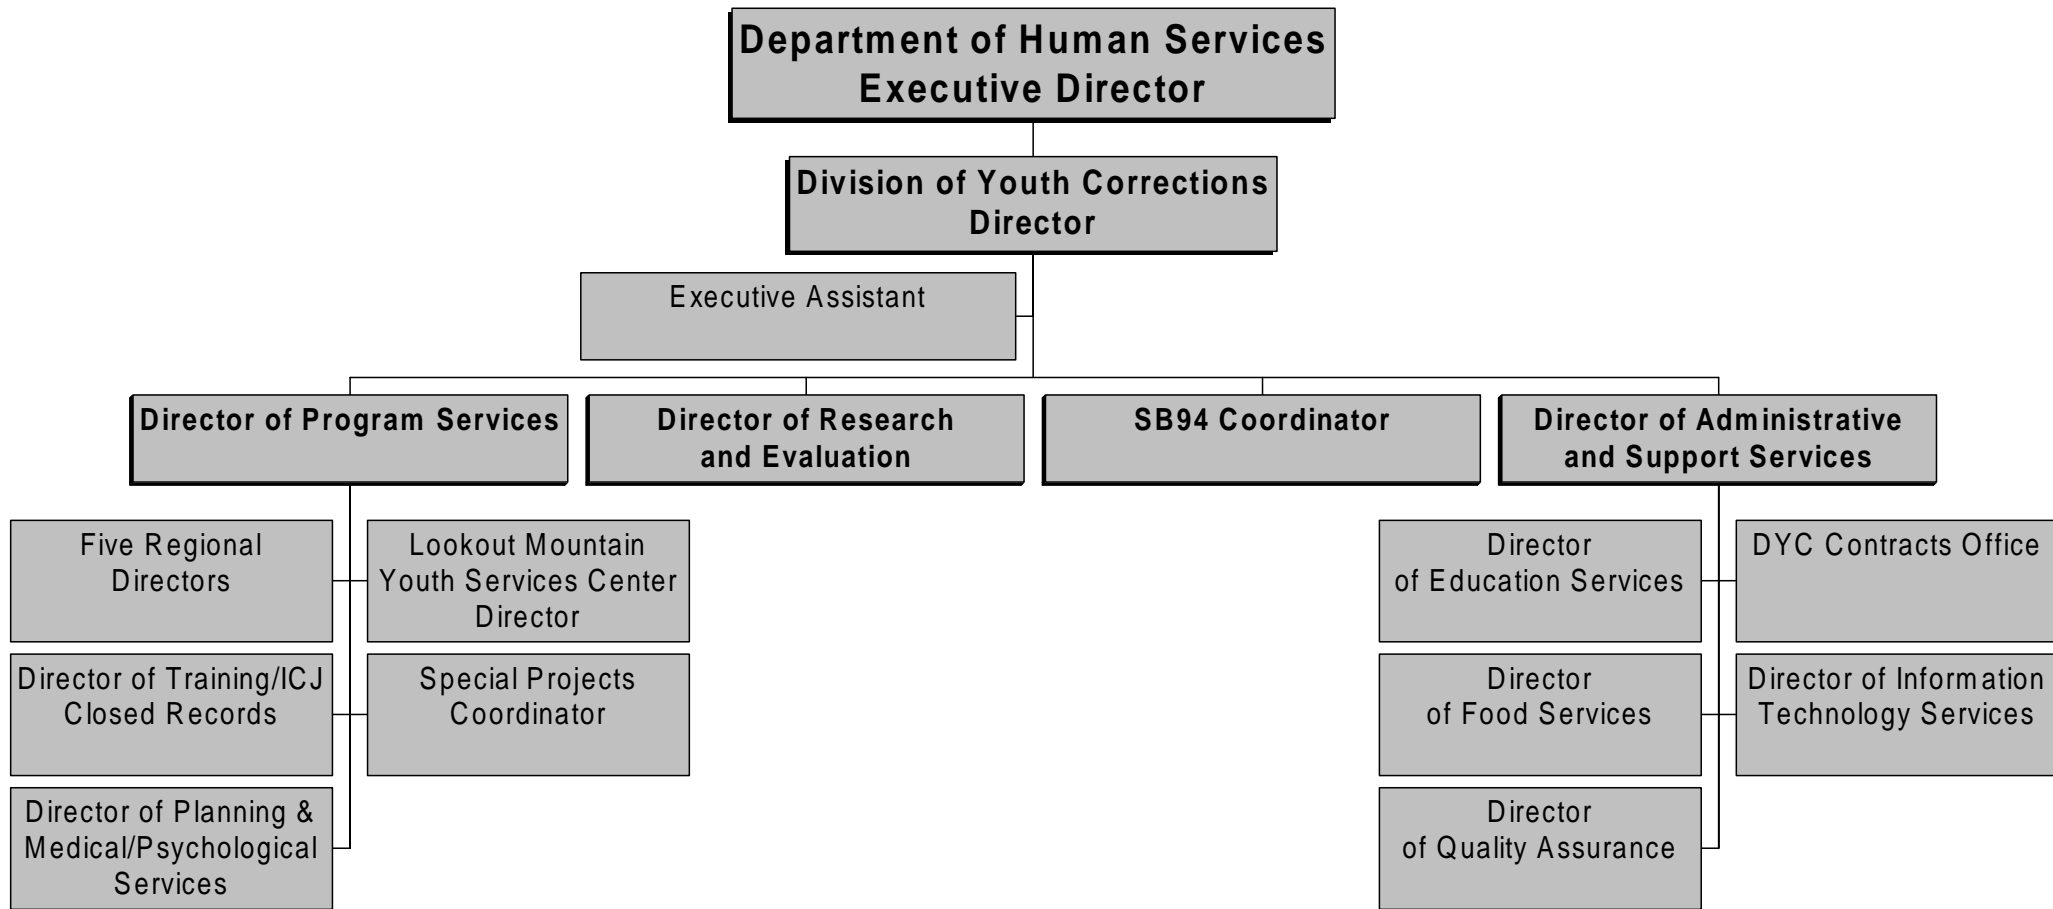 Department of Human Services
Executive Director
Division of Youth Corrections
Director
Executive Assistant
Director of Program Services
Director of Research
and Evaluation
SB94 Coordinator
Director of Administrative
and Support Services
Five Regional
Directors
Lookout Mountain
Youth Services Center
Director
Director of Training/ICJ
Closed Records
Special Projects
Coordinator
Director of Planning &
Medical/Psychological
Services
Director
of Education Services
DYC Contracts Office
Director
of Food Services
Director of Information
Technology Services
Director
of Quality Assurance